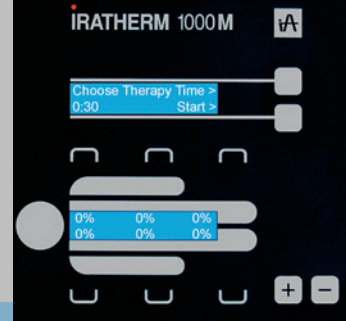 IRATHERM 1000M
Choose Therapy Time >
0:30 Start >
0% 0% 0%
0% 0% 0%
+ −